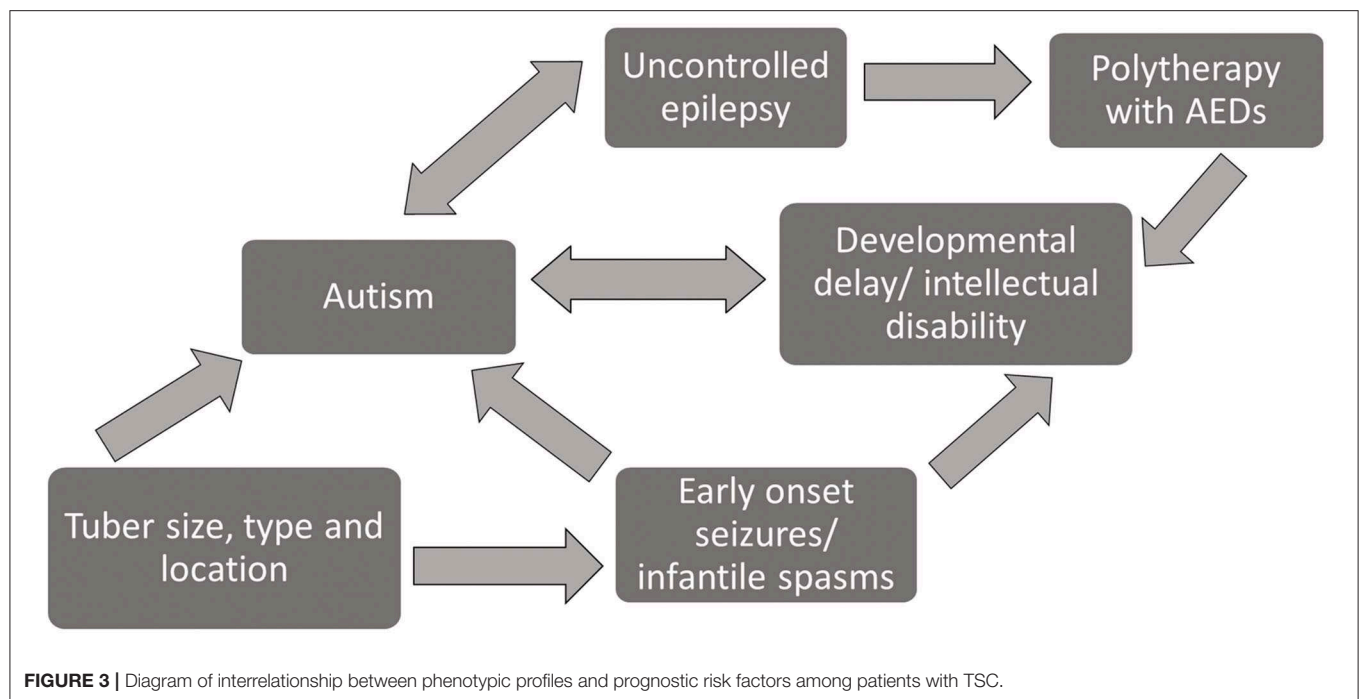 Uncontrolled
epilepsy
Polytherapy
with AEDs
Autism
Developmental
delay/ intellectual
disability
Tuber size, type and
location
Early onset
seizures/
infantile spasms
FIGURE 3 | Diagram of interrelationship between phenotypic profiles and prognostic risk factors among patients with TSC.